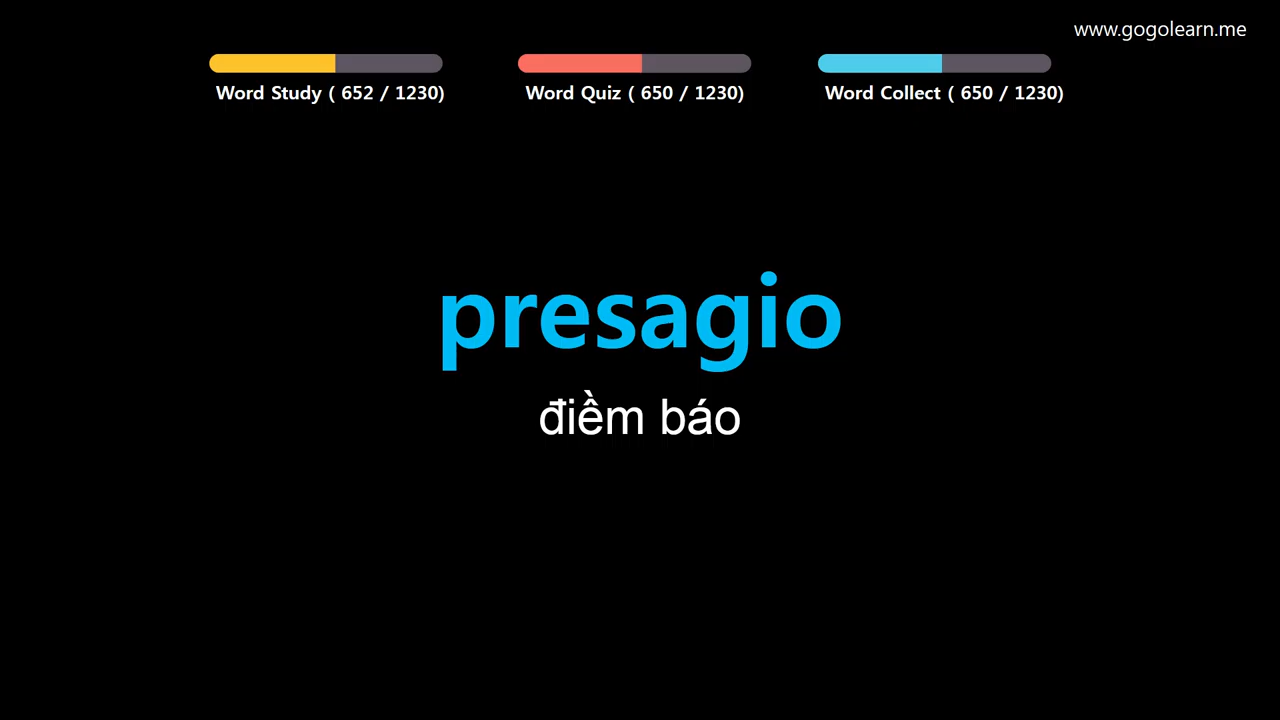 www.gogolearn.me
Word Study ( 652 / 1230)
Word Quiz ( 650 / 1230)
Word Collect ( 650 / 1230)
presagio
điềm báo